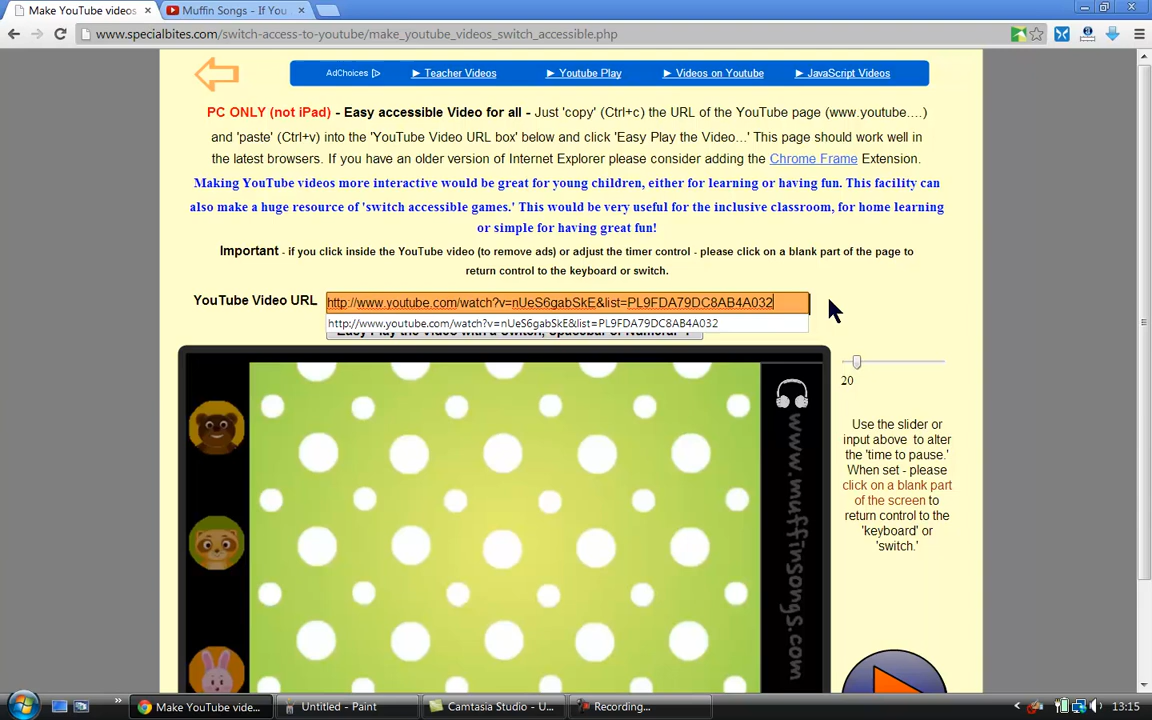 Make YouTube videos
Muffin Songs - If You
www.specialbites.com/switch-access-to-youtube/make_youtube_videos_switch_accessible.php
AdChoices
Teacher Videos
Youtube Play
Videos on Youtube
JavaScript Videos
PC ONLY (not iPad) - Easy accessible Video for all - Just 'copy' (Ctrl+c) the URL of the YouTube page (www.youtube....)
and 'paste' (Ctrl+v) into the 'YouTube Video URL box' below and click 'Easy Play the Video...' This page should work well in
the latest browsers. If you have an older version of Internet Explorer please consider adding the Chrome Frame Extension.
Making YouTube videos more interactive would be great for young children, either for learning or having fun. This facility can
also make a huge resource of 'switch accessible games.' This would be very useful for the inclusive classroom, for home learning
or simple for having great fun!
Important - if you click inside the YouTube video (to remove ads) or adjust the timer control - please click on a blank part of the page to
return control to the keyboard or switch.
YouTube Video URL
http://www.youtube.com/watch?v=nUeS6gabSkE&list=PL9FDA79DC8AB4A032
http://www.youtube.com/watch?v=nUeS6gabSkE&list=PL9FDA79DC8AB4A032
Easy Play the Video with a Switch, Spacebar or Numeral '1'
20
www.muffinsongs.com
Use the slider or
input above to alter
the 'time to pause.'
When set - please
click on a blank part
of the screen to
return control to the
'keyboard' or
'switch.'
Make YouTube vide...
Untitled - Paint
Camtasia Studio - U...
Recording...
13:15